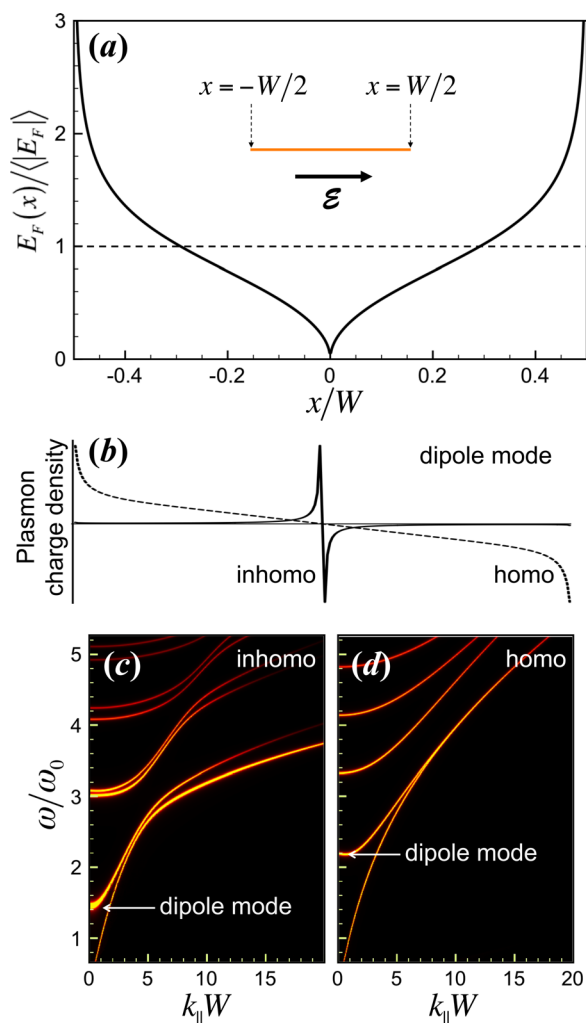 (a)
3
2
1
0
E_F(x)/⟨|E_F|⟩
x = −W/2
x = W/2
ℰ
-0.4
-0.2
0
0.2
0.4
x/W
(b)
dipole mode
Plasmon
charge density
inhomo
homo
(c)
inhomo
(d)
homo
5
4
3
2
1
ω/ω₀
dipole mode
dipole mode
0
5
10
15
0
5
10
15
20
k∥W
k∥W